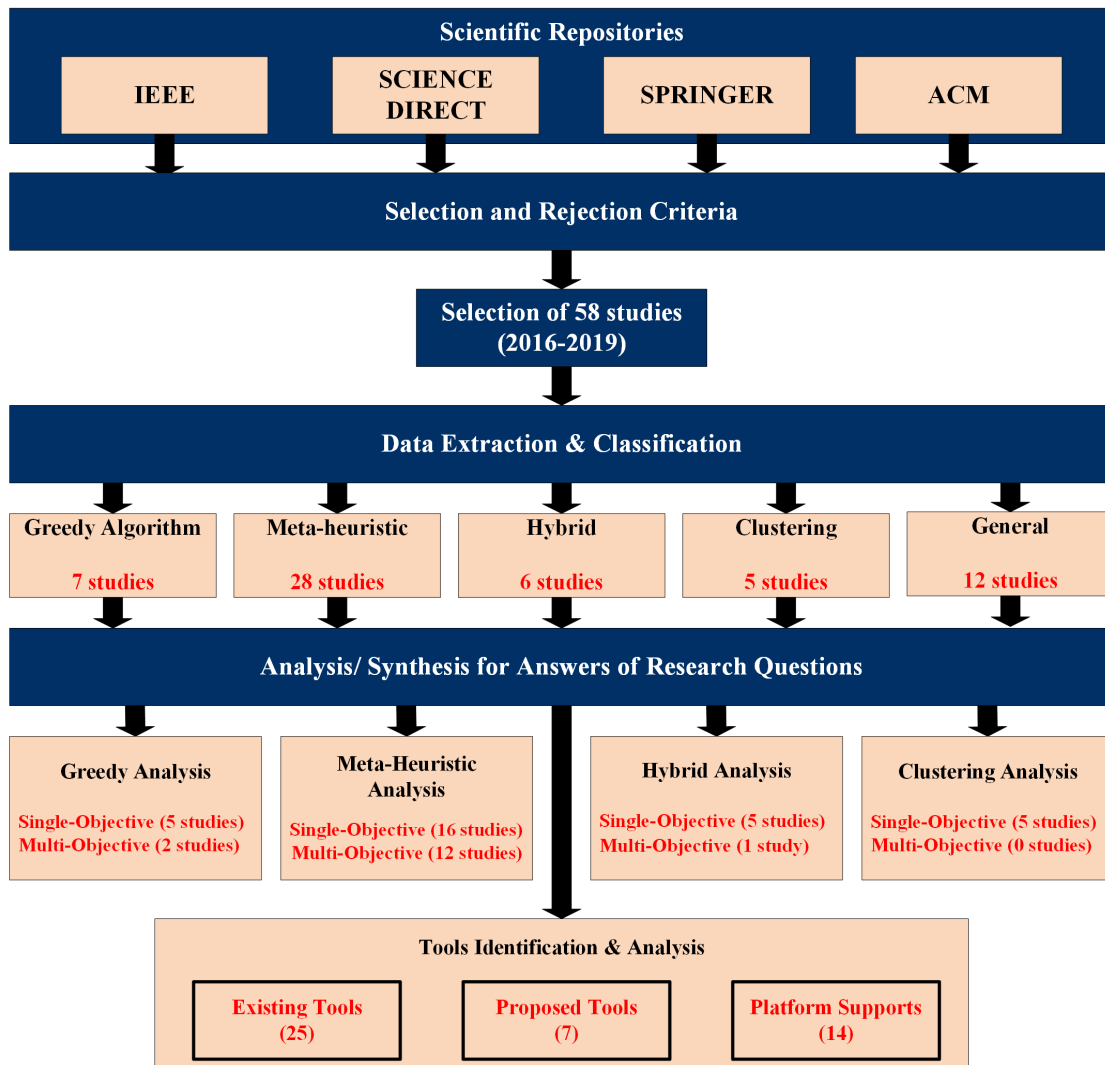 Scientific Repositories
IEEE
SCIENCE
DIRECT
SPRINGER
ACM
Selection and Rejection Criteria
Selection of 58 studies
(2016-2019)
Data Extraction & Classification
Greedy Algorithm
7 studies
Meta-heuristic
28 studies
Hybrid
6 studies
Clustering
5 studies
General
12 studies
Analysis/ Synthesis for Answers of Research Questions
Greedy Analysis
Single-Objective (5 studies)
Multi-Objective (2 studies)
Meta-Heuristic
Analysis
Single-Objective (16 studies)
Multi-Objective (12 studies)
Hybrid Analysis
Single-Objective (5 studies)
Multi-Objective (1 study)
Clustering Analysis
Single-Objective (5 studies)
Multi-Objective (0 studies)
Tools Identification & Analysis
Existing Tools
(25)
Proposed Tools
(7)
Platform Supports
(14)